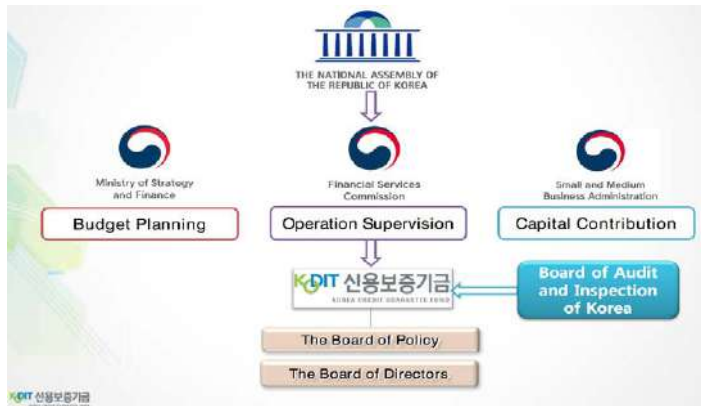 THE NATIONAL ASSEMBLY OF
THE REPUBLIC OF KOREA
Ministry of Strategy
and Finance
Financial Services
Commission
Small and Medium
Business Administration
Budget Planning
Operation Supervision
Capital Contribution
KODIT 신용보증기금
KOREA CREDIT GUARANTEE FUND
Board of Audit
and Inspection
of Korea
The Board of Policy
The Board of Directors
KODIT 신용보증기금